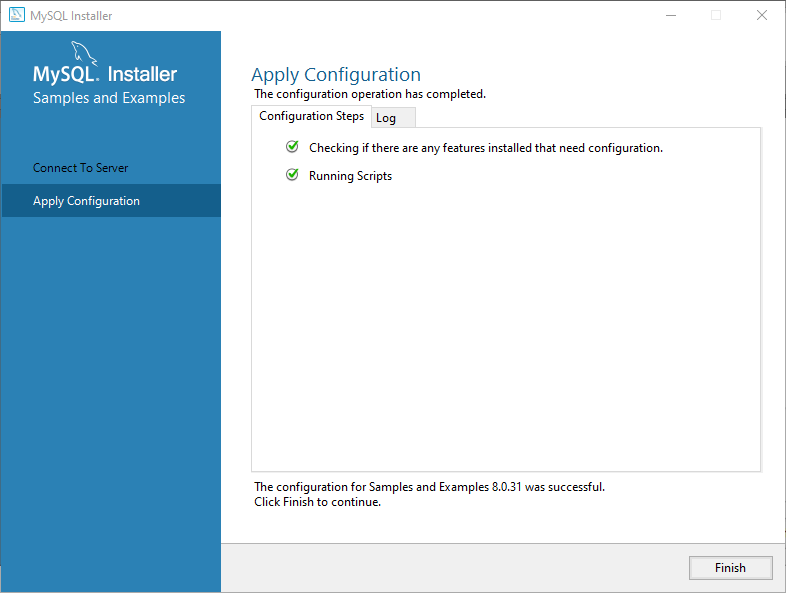 MySQL Installer
MySQL. Installer
Samples and Examples
Connect To Server
Apply Configuration
Apply Configuration
The configuration operation has completed.
Configuration Steps
Log
Checking if there are any features installed that need configuration.
Running Scripts
The configuration for Samples and Examples 8.0.31 was successful.
Click Finish to continue.
Finish